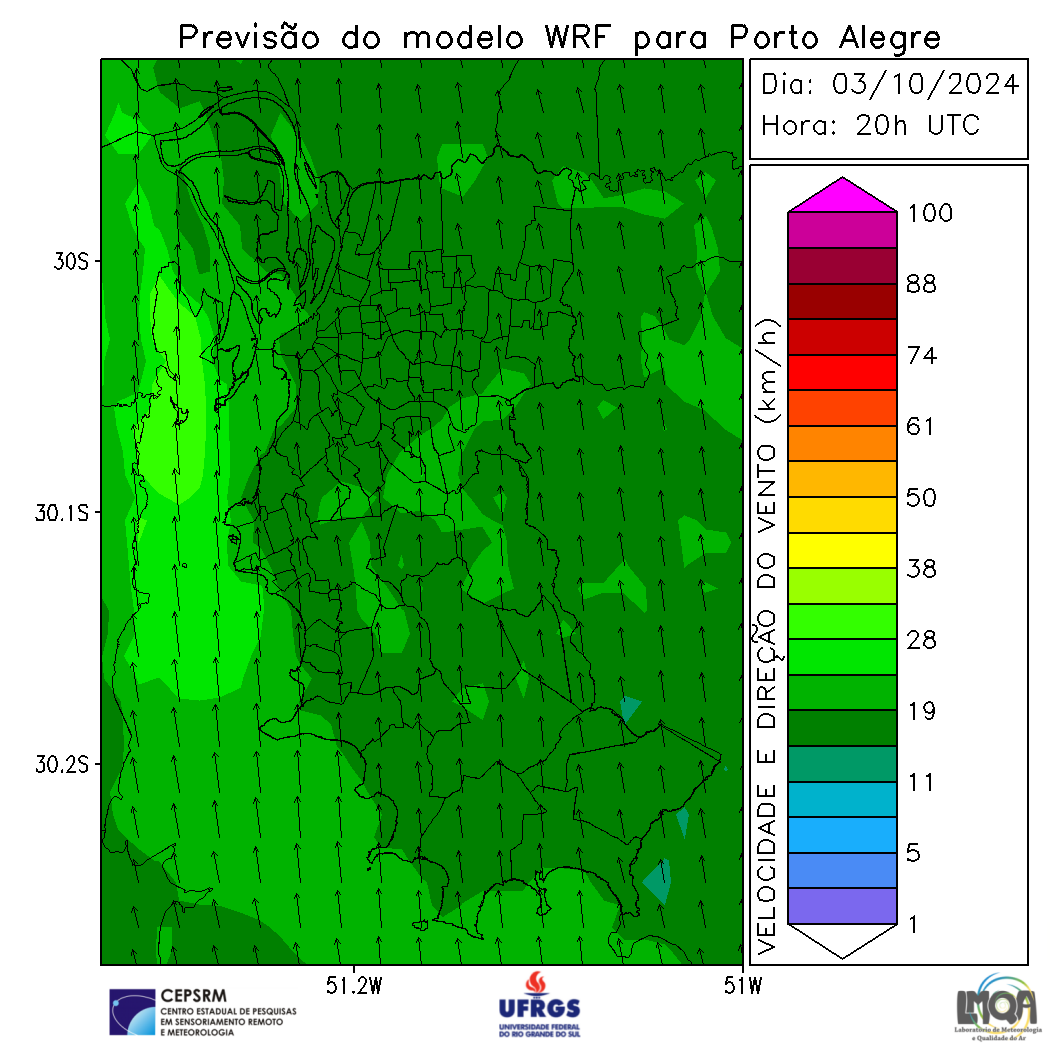 Previsão do modelo WRF para Porto Alegre
Dia: 03/10/2024
Hora: 20h UTC
30S
30.1S
30.2S
51.2W
51W
VELOCIDADE E DIREÇÃO DO VENTO (km/h)
100
88
74
61
50
38
28
19
11
5
1
CEPSRM
CENTRO ESTADUAL DE PESQUISAS
EM SENSORIAMENTO REMOTO
E METEOROLOGIA
UFRGS
UNIVERSIDADE FEDERAL
DO RIO GRANDE DO SUL
LMQA
Laboratório de Meteorologia
e Qualidade do Ar